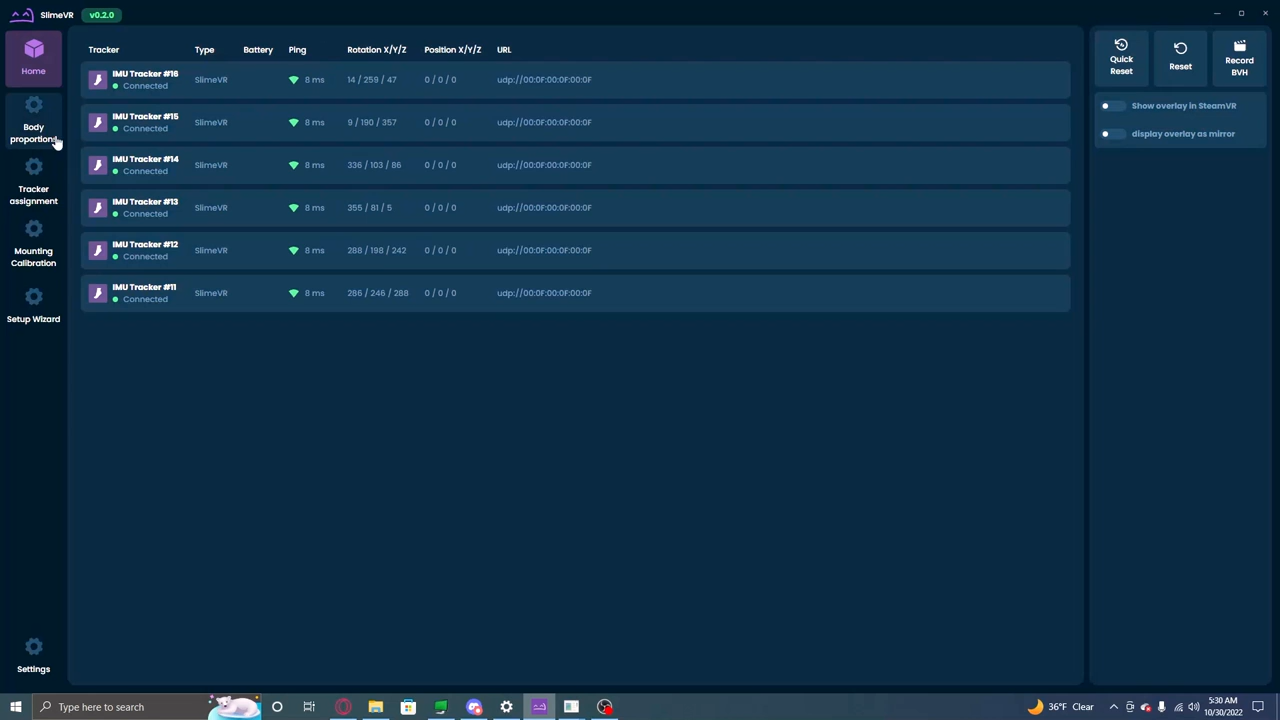 SlimeVR v0.2.0
Home
Body
proportions
Tracker
assignment
Mounting
Calibration
Setup Wizard
Settings
Tracker Type Battery Ping Rotation X/Y/Z Position X/Y/Z URL
IMU Tracker #16
Connected
SlimeVR 8 ms 14 / 259 / 47 0 / 0 / 0 udp://00:0F:00:0F:00:0F
IMU Tracker #15
Connected
SlimeVR 8 ms 9 / 190 / 357 0 / 0 / 0 udp://00:0F:00:0F:00:0F
IMU Tracker #14
Connected
SlimeVR 8 ms 336 / 103 / 86 0 / 0 / 0 udp://00:0F:00:0F:00:0F
IMU Tracker #13
Connected
SlimeVR 8 ms 355 / 81 / 5 0 / 0 / 0 udp://00:0F:00:0F:00:0F
IMU Tracker #12
Connected
SlimeVR 8 ms 288 / 198 / 242 0 / 0 / 0 udp://00:0F:00:0F:00:0F
IMU Tracker #11
Connected
SlimeVR 8 ms 286 / 246 / 288 0 / 0 / 0 udp://00:0F:00:0F:00:0F
Quick
Reset
Reset
Record
BVH
Show overlay in SteamVR
display overlay as mirror
Type here to search
36°F Clear
5:30 AM
10/30/2022